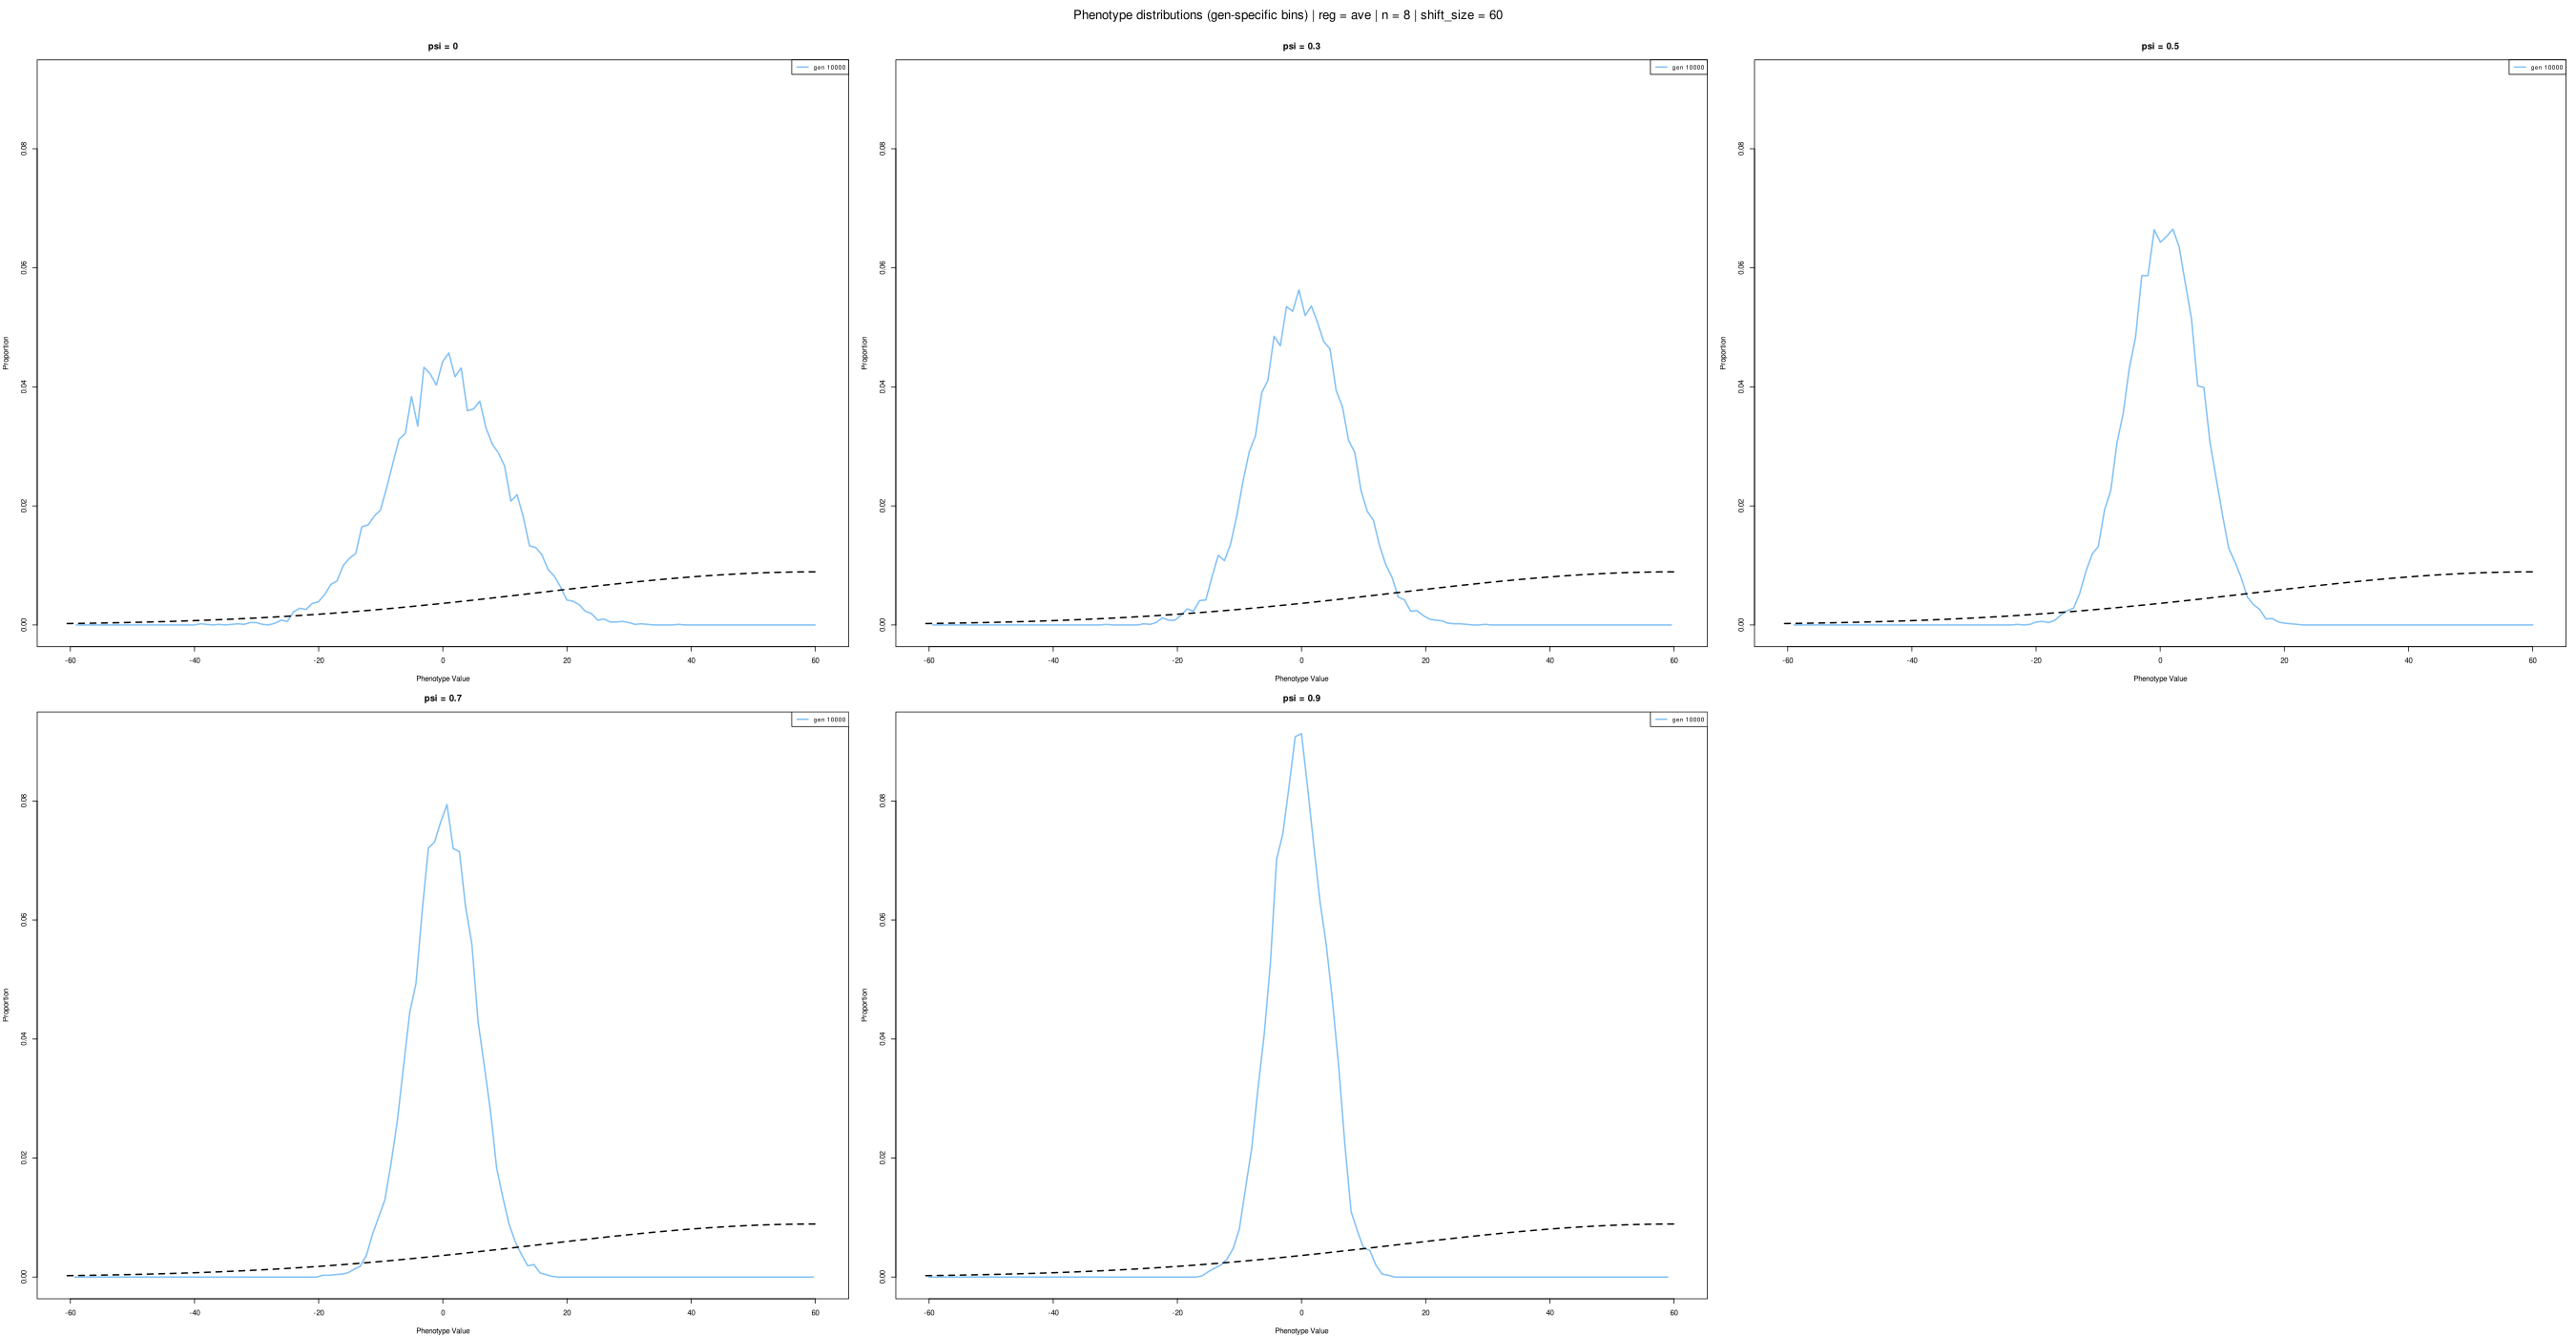 Phenotype distributions (gen-specific bins) | reg = ave | n = 8 | shift_size = 60
psi = 0
gen 10000
Proportion
0.00 0.02 0.04 0.06 0.08
-60 -40 -20 0 20 40 60
Phenotype Value
psi = 0.3
gen 10000
Proportion
0.00 0.02 0.04 0.06 0.08
-60 -40 -20 0 20 40 60
Phenotype Value
psi = 0.5
gen 10000
Proportion
0.00 0.02 0.04 0.06 0.08
-60 -40 -20 0 20 40 60
Phenotype Value
psi = 0.7
gen 10000
Proportion
0.00 0.02 0.04 0.06 0.08
-60 -40 -20 0 20 40 60
Phenotype Value
psi = 0.9
gen 10000
Proportion
0.00 0.02 0.04 0.06 0.08
-60 -40 -20 0 20 40 60
Phenotype Value